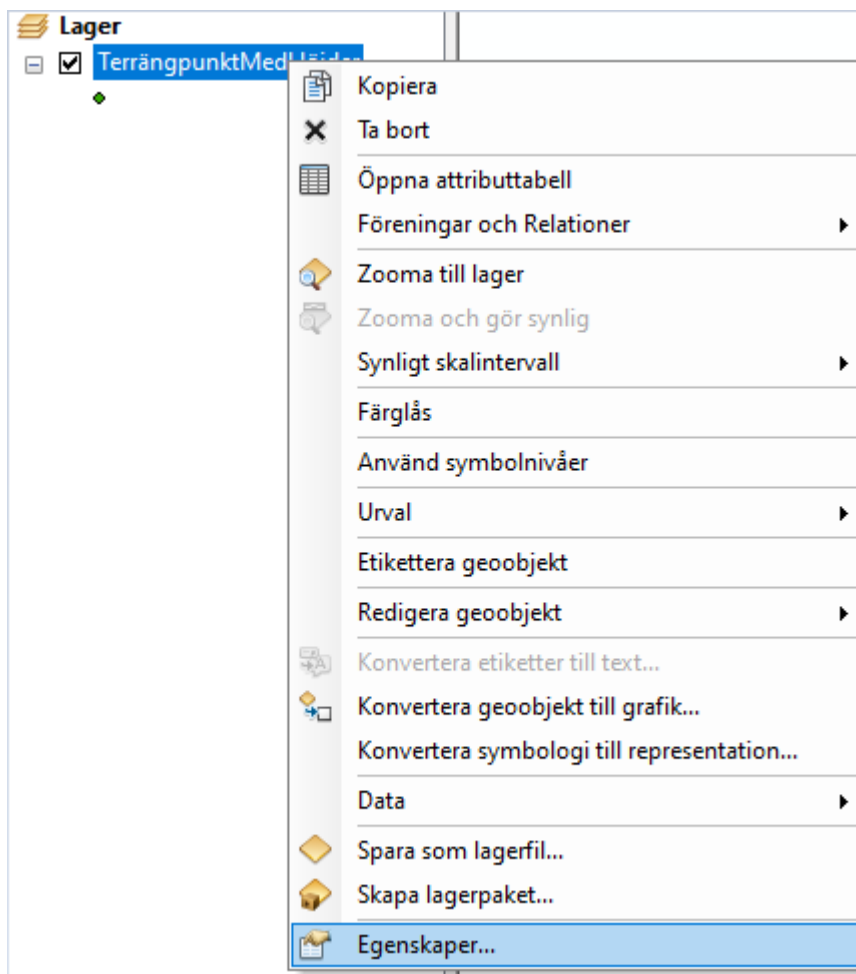 Lager
TerrängpunktMedHöjder
Kopiera
Ta bort
Öppna attributtabell
Föreningar och Relationer
Zooma till lager
Zooma och gör synlig
Synligt skalintervall
Färglås
Använd symbolnivåer
Urval
Etikettera geoobjekt
Redigera geoobjekt
Konvertera etiketter till text...
Konvertera geoobjekt till grafik...
Konvertera symbologi till representation...
Data
Spara som lagerfil...
Skapa lagerpaket...
Egenskaper...